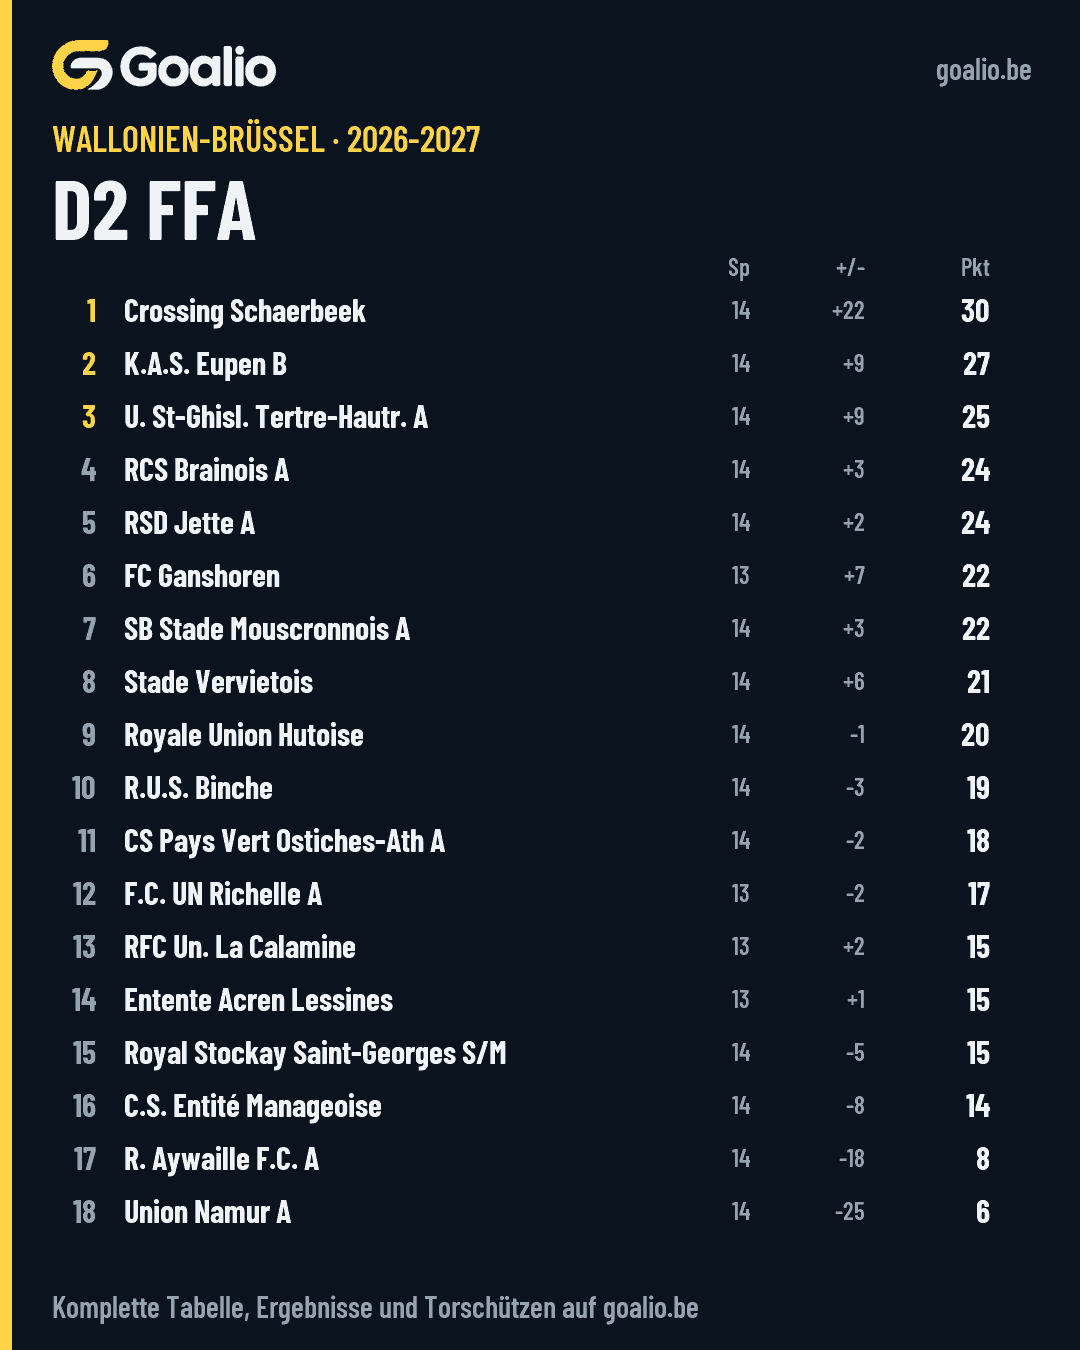 Goalio goalio.be
WALLONIEN-BRÜSSEL · 2026-2027
D2 FFA
Sp +/- Pkt
1 Crossing Schaerbeek 14 +22 30
2 K.A.S. Eupen B 14 +9 27
3 U. St-Ghisl. Tertre-Hautr. A 14 +9 25
4 RCS Brainois A 14 +3 24
5 RSD Jette A 14 +2 24
6 FC Ganshoren 13 +7 22
7 SB Stade Mouscronnois A 14 +3 22
8 Stade Vervietois 14 +6 21
9 Royale Union Hutoise 14 -1 20
10 R.U.S. Binche 14 -3 19
11 CS Pays Vert Ostiches-Ath A 14 -2 18
12 F.C. UN Richelle A 13 -2 17
13 RFC Un. La Calamine 13 +2 15
14 Entente Acren Lessines 13 +1 15
15 Royal Stockay Saint-Georges S/M 14 -5 15
16 C.S. Entité Manageoise 14 -8 14
17 R. Aywaille F.C. A 14 -18 8
18 Union Namur A 14 -25 6
Komplette Tabelle, Ergebnisse und Torschützen auf goalio.be